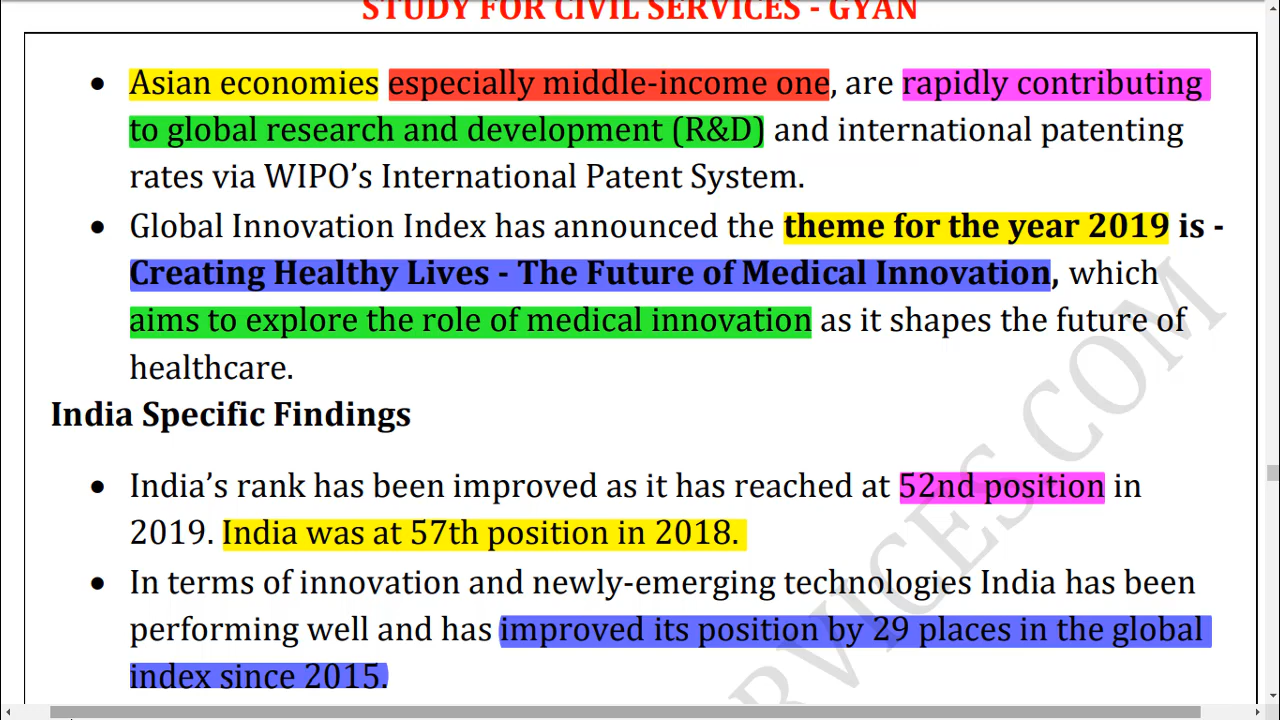 STUDY FOR CIVIL SERVICES - GYAN
• Asian economies especially middle-income one, are rapidly contributing
to global research and development (R&D) and international patenting
rates via WIPO’s International Patent System.
• Global Innovation Index has announced the theme for the year 2019 is -
Creating Healthy Lives - The Future of Medical Innovation, which
aims to explore the role of medical innovation as it shapes the future of
healthcare.
India Specific Findings
• India’s rank has been improved as it has reached at 52nd position in
2019. India was at 57th position in 2018.
• In terms of innovation and newly-emerging technologies India has been
performing well and has improved its position by 29 places in the global
index since 2015.
RVICES.COM